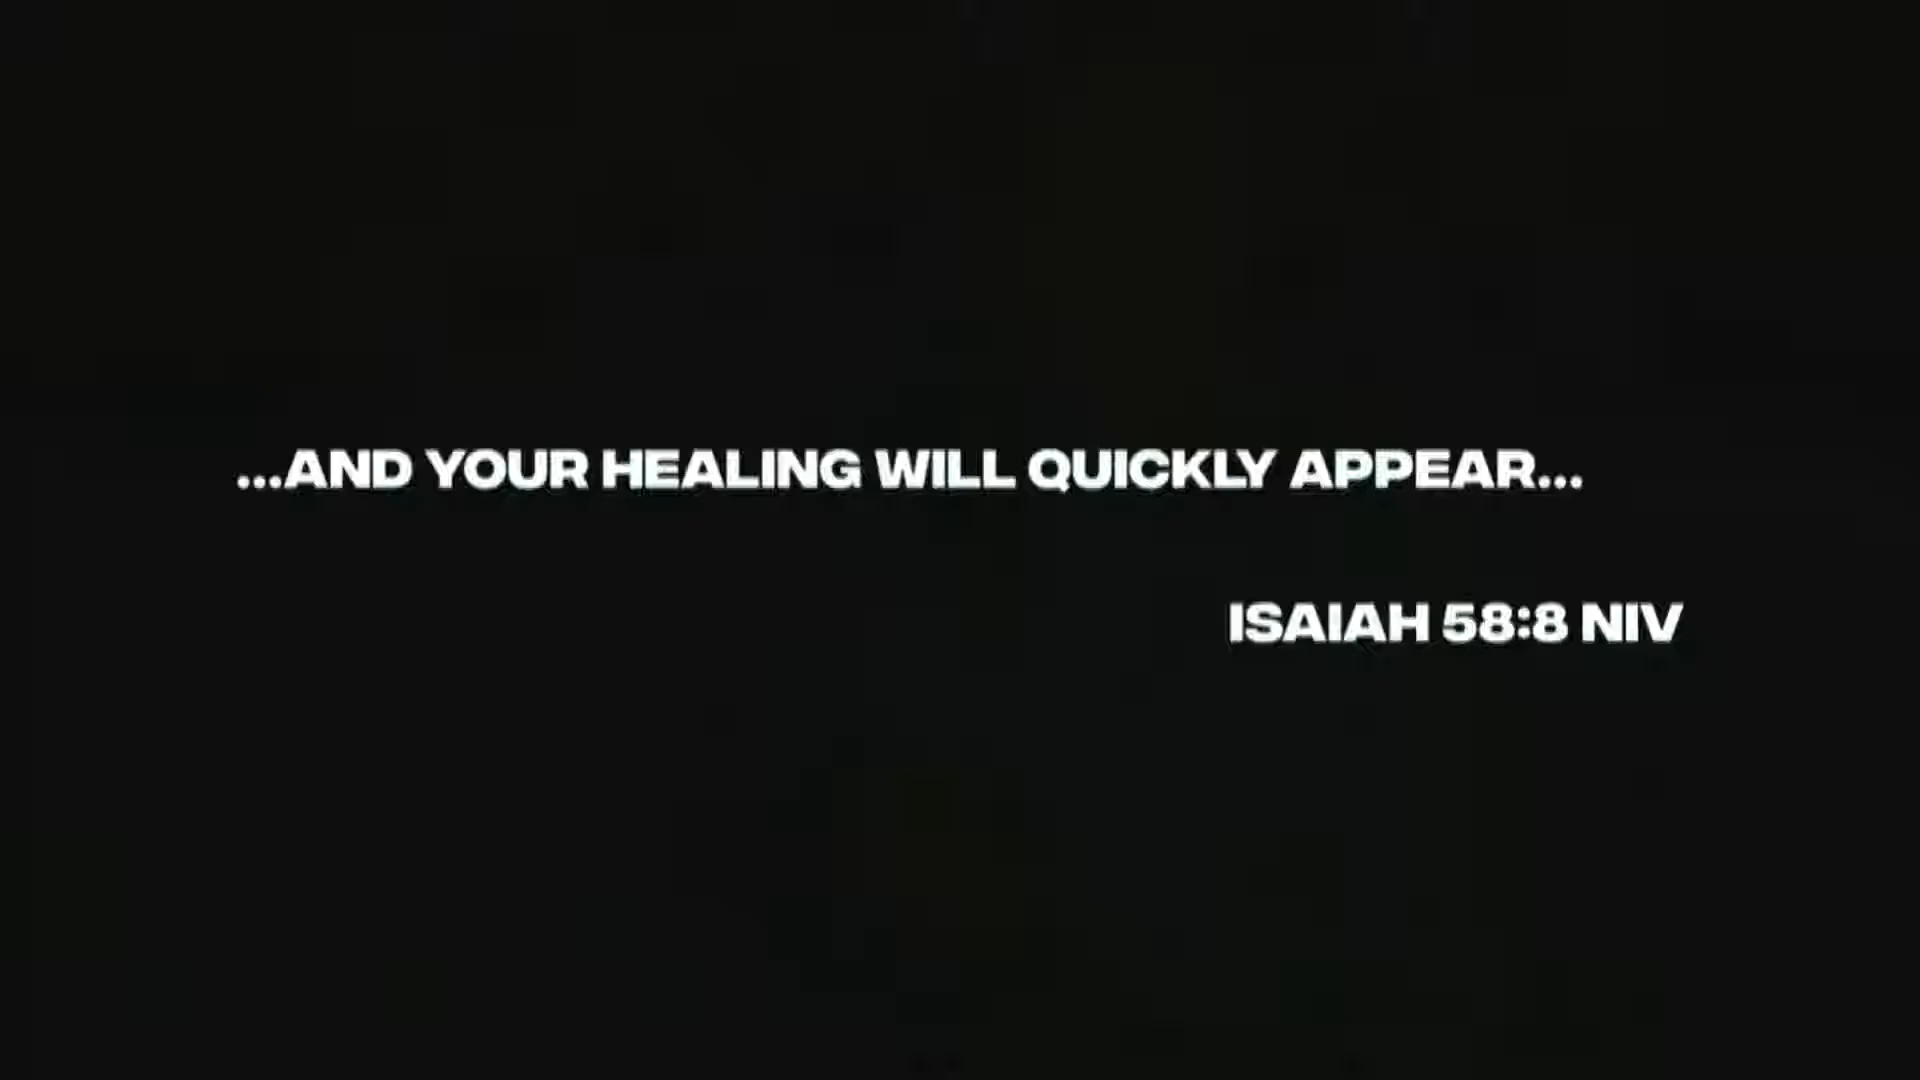 ...AND YOUR HEALING WILL QUICKLY APPEAR...
ISAIAH 58:8 NIV